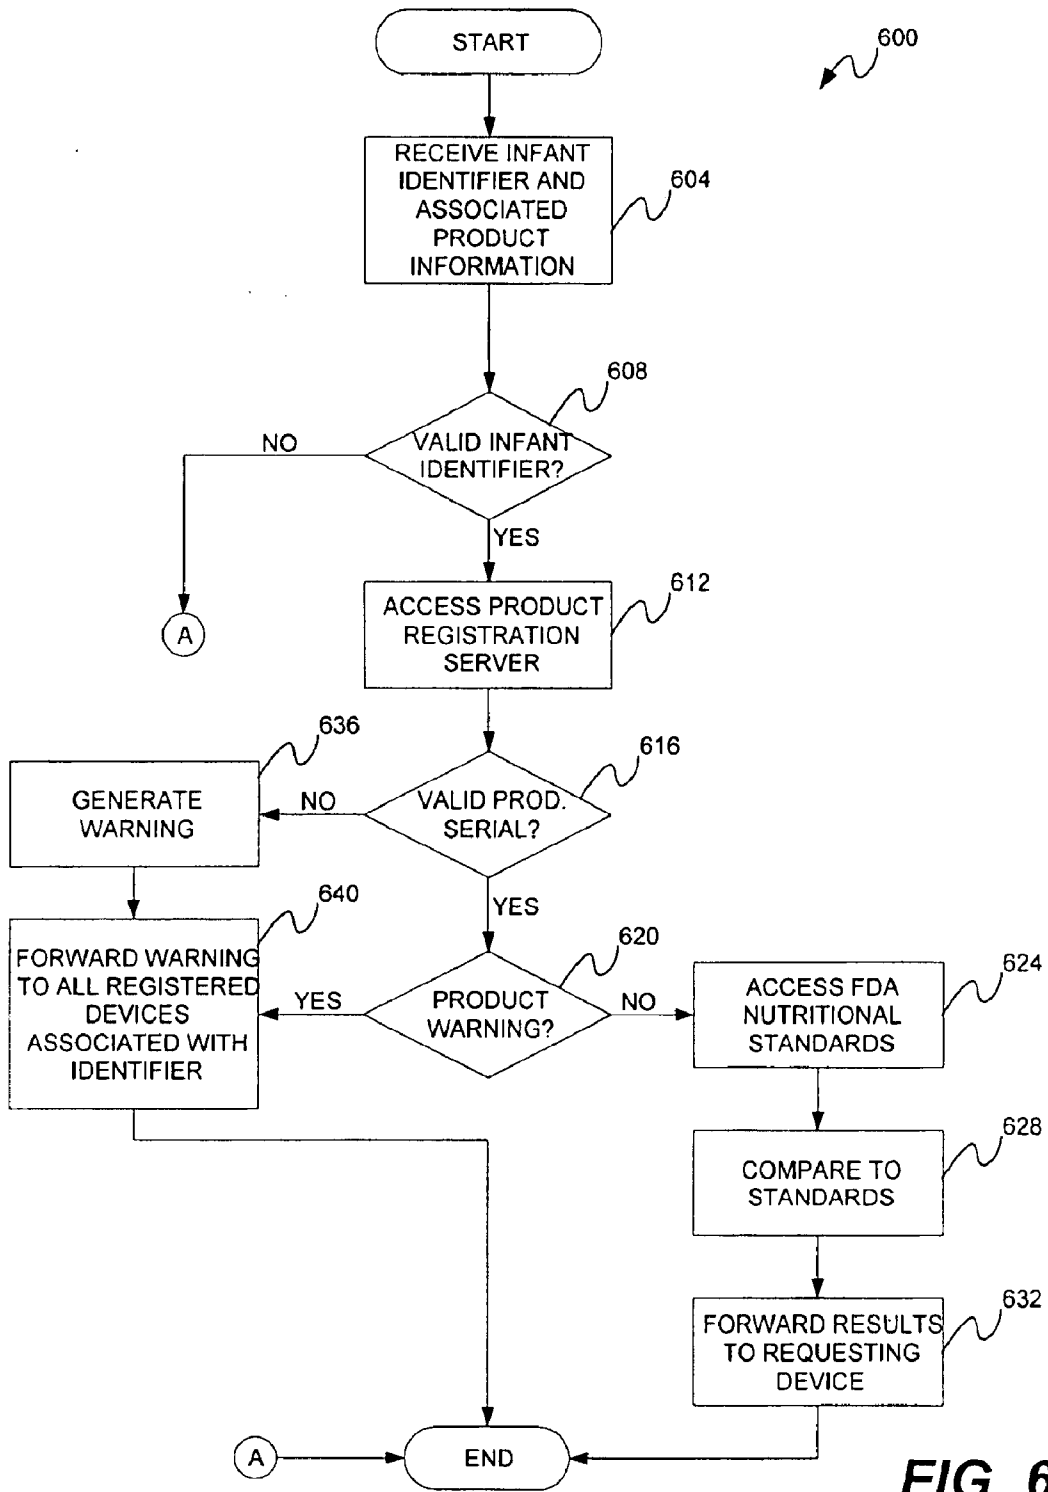 START
600
RECEIVE INFANT
IDENTIFIER AND
ASSOCIATED
PRODUCT
INFORMATION
604
608
VALID INFANT
IDENTIFIER?
NO
YES
A
612
ACCESS PRODUCT
REGISTRATION
SERVER
636
GENERATE
WARNING
616
VALID PROD.
SERIAL?
NO
YES
640
FORWARD WARNING
TO ALL REGISTERED
DEVICES
ASSOCIATED WITH
IDENTIFIER
620
PRODUCT
WARNING?
YES
NO
624
ACCESS FDA
NUTRITIONAL
STANDARDS
628
COMPARE TO
STANDARDS
632
FORWARD RESULTS
TO REQUESTING
DEVICE
A
END
FIG 6